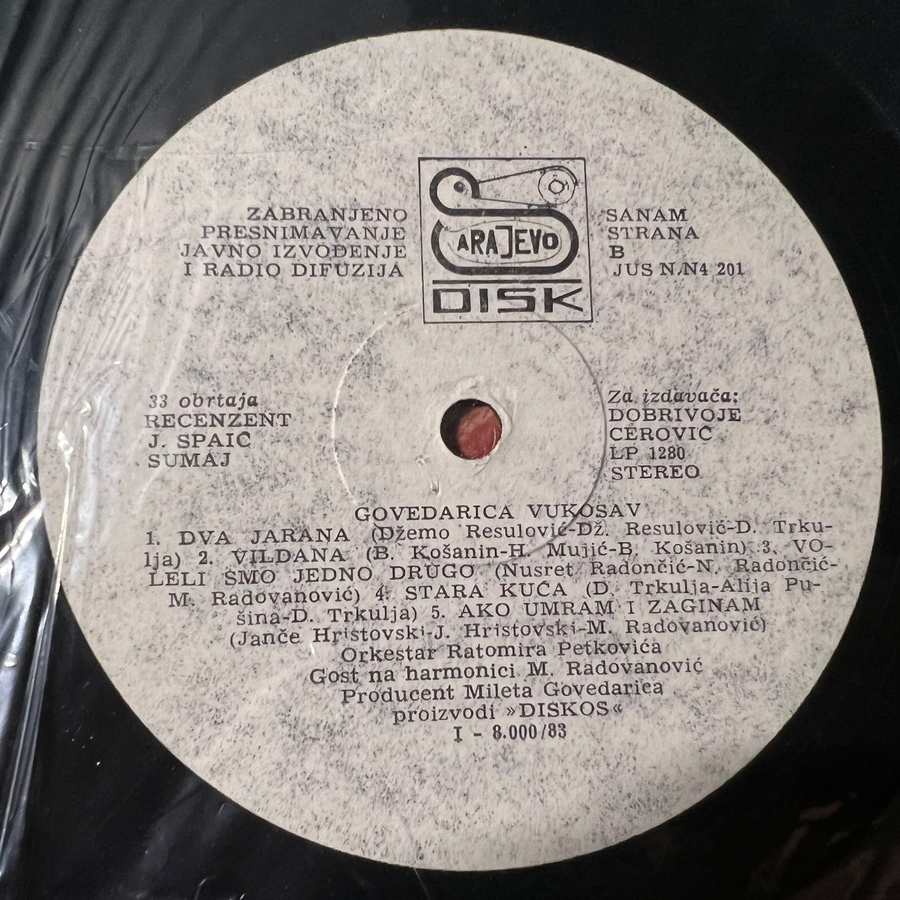 ZABRANJENO
PRESNIMAVANJE
JAVNO IZVOĐENJE
I RADIO DIFUZIJA
SARAJEVO
DISK
SANAM
STRANA
B
JUS N.N4 201
33 obrtaja
RECENZENT
J. SPAIĆ
SUMAJ
Za izdavača:
DOBRIVOJE
CEROVIĆ
LP 1280
STEREO
GOVEDARICA VUKOSAV
1. DVA JARANA (Džemo Resulović-Dž. Resulović-D. Trku-
lja) 2. VILDANA (B. Košanin-H. Mujić-B. Košanin) 3. VO-
LELI SMO JEDNO DRUGO (Nusret Radončić-N. Radončić-
M. Radovanović) 4. STARA KUĆA (D. Trkulja-Alija Pu-
šina-D. Trkulja) 5. AKO UMRAM I ZAGINAM
(Janče Hristovski-J. Hristovski-M. Radovanović)
Orkestar Ratomira Petkovića
Gost na harmonici M. Radovanović
Producent Mileta Govedarica
proizvodi »DISKOS«
I - 8.000/83